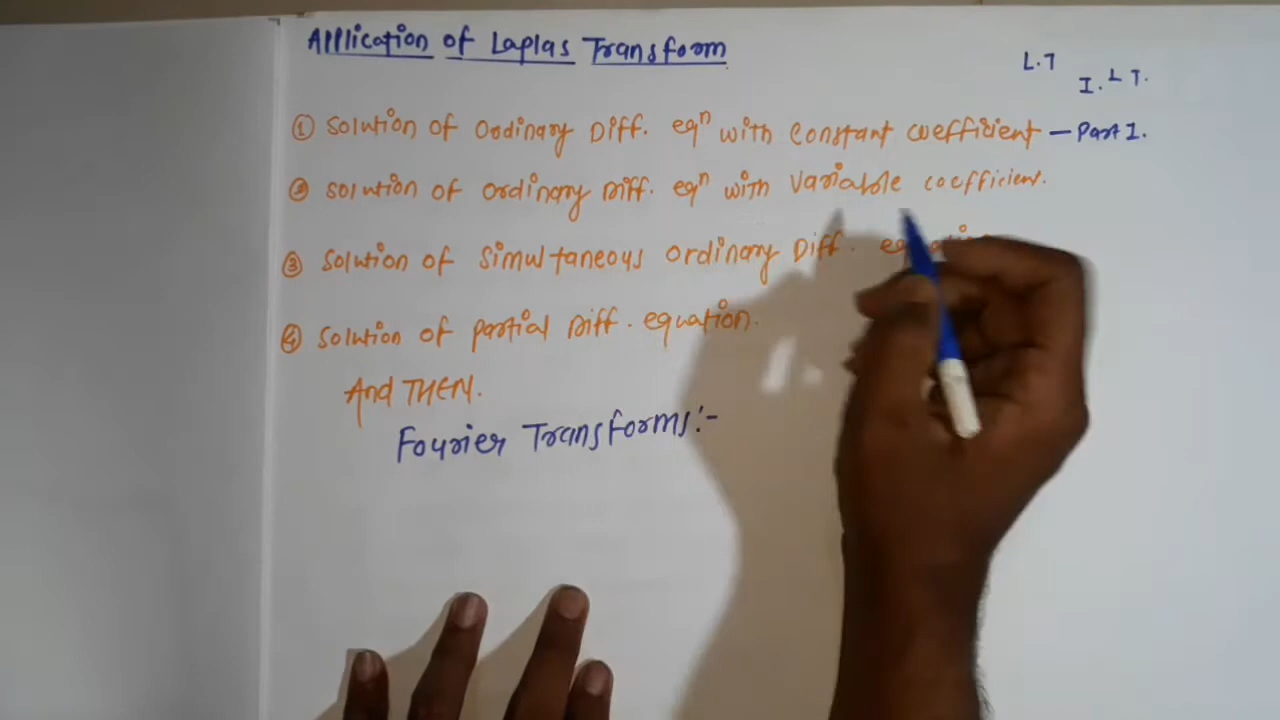 Application of Laplas Transform
L.T
I.LT.
① Solution of Ordinary Diff. eqⁿ with Constant coefficient – Part I.
② Solution of Ordinary Diff. eqⁿ with Variable coefficient.
③ Solution of Simultaneous Ordinary Diff.
④ Solution of partial Diff. equation.
And THEN.
Fourier Transforms:-